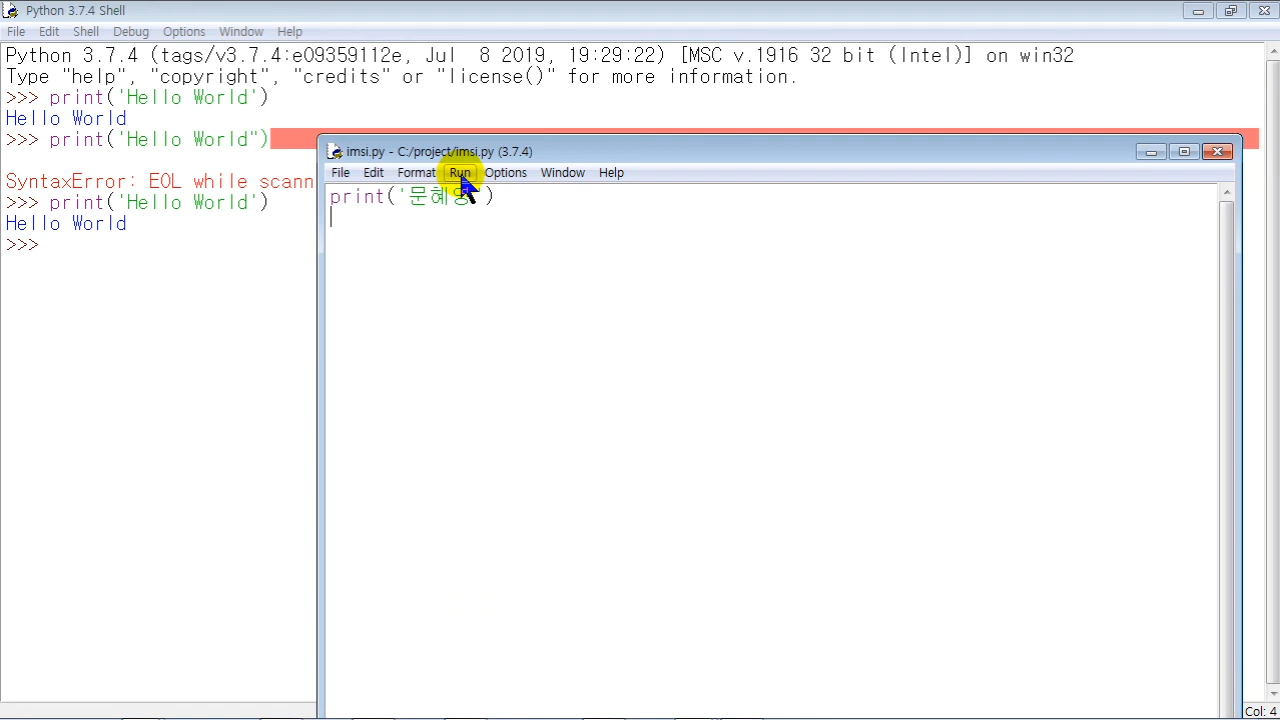 Python 3.7.4 Shell
File Edit Shell Debug Options Window Help
Python 3.7.4 (tags/v3.7.4:e09359112e, Jul  8 2019, 19:29:22) [MSC v.1916 32 bit (Intel)] on win32
Type "help", "copyright", "credits" or "license()" for more information.
>>> print('Hello World')
Hello World
>>> print('Hello World")
SyntaxError: EOL while scann
>>> print('Hello World')
Hello World
>>>
imsi.py - C:/project/imsi.py (3.7.4)
File Edit Format Run Options Window Help
print('문혜영')
Col: 4